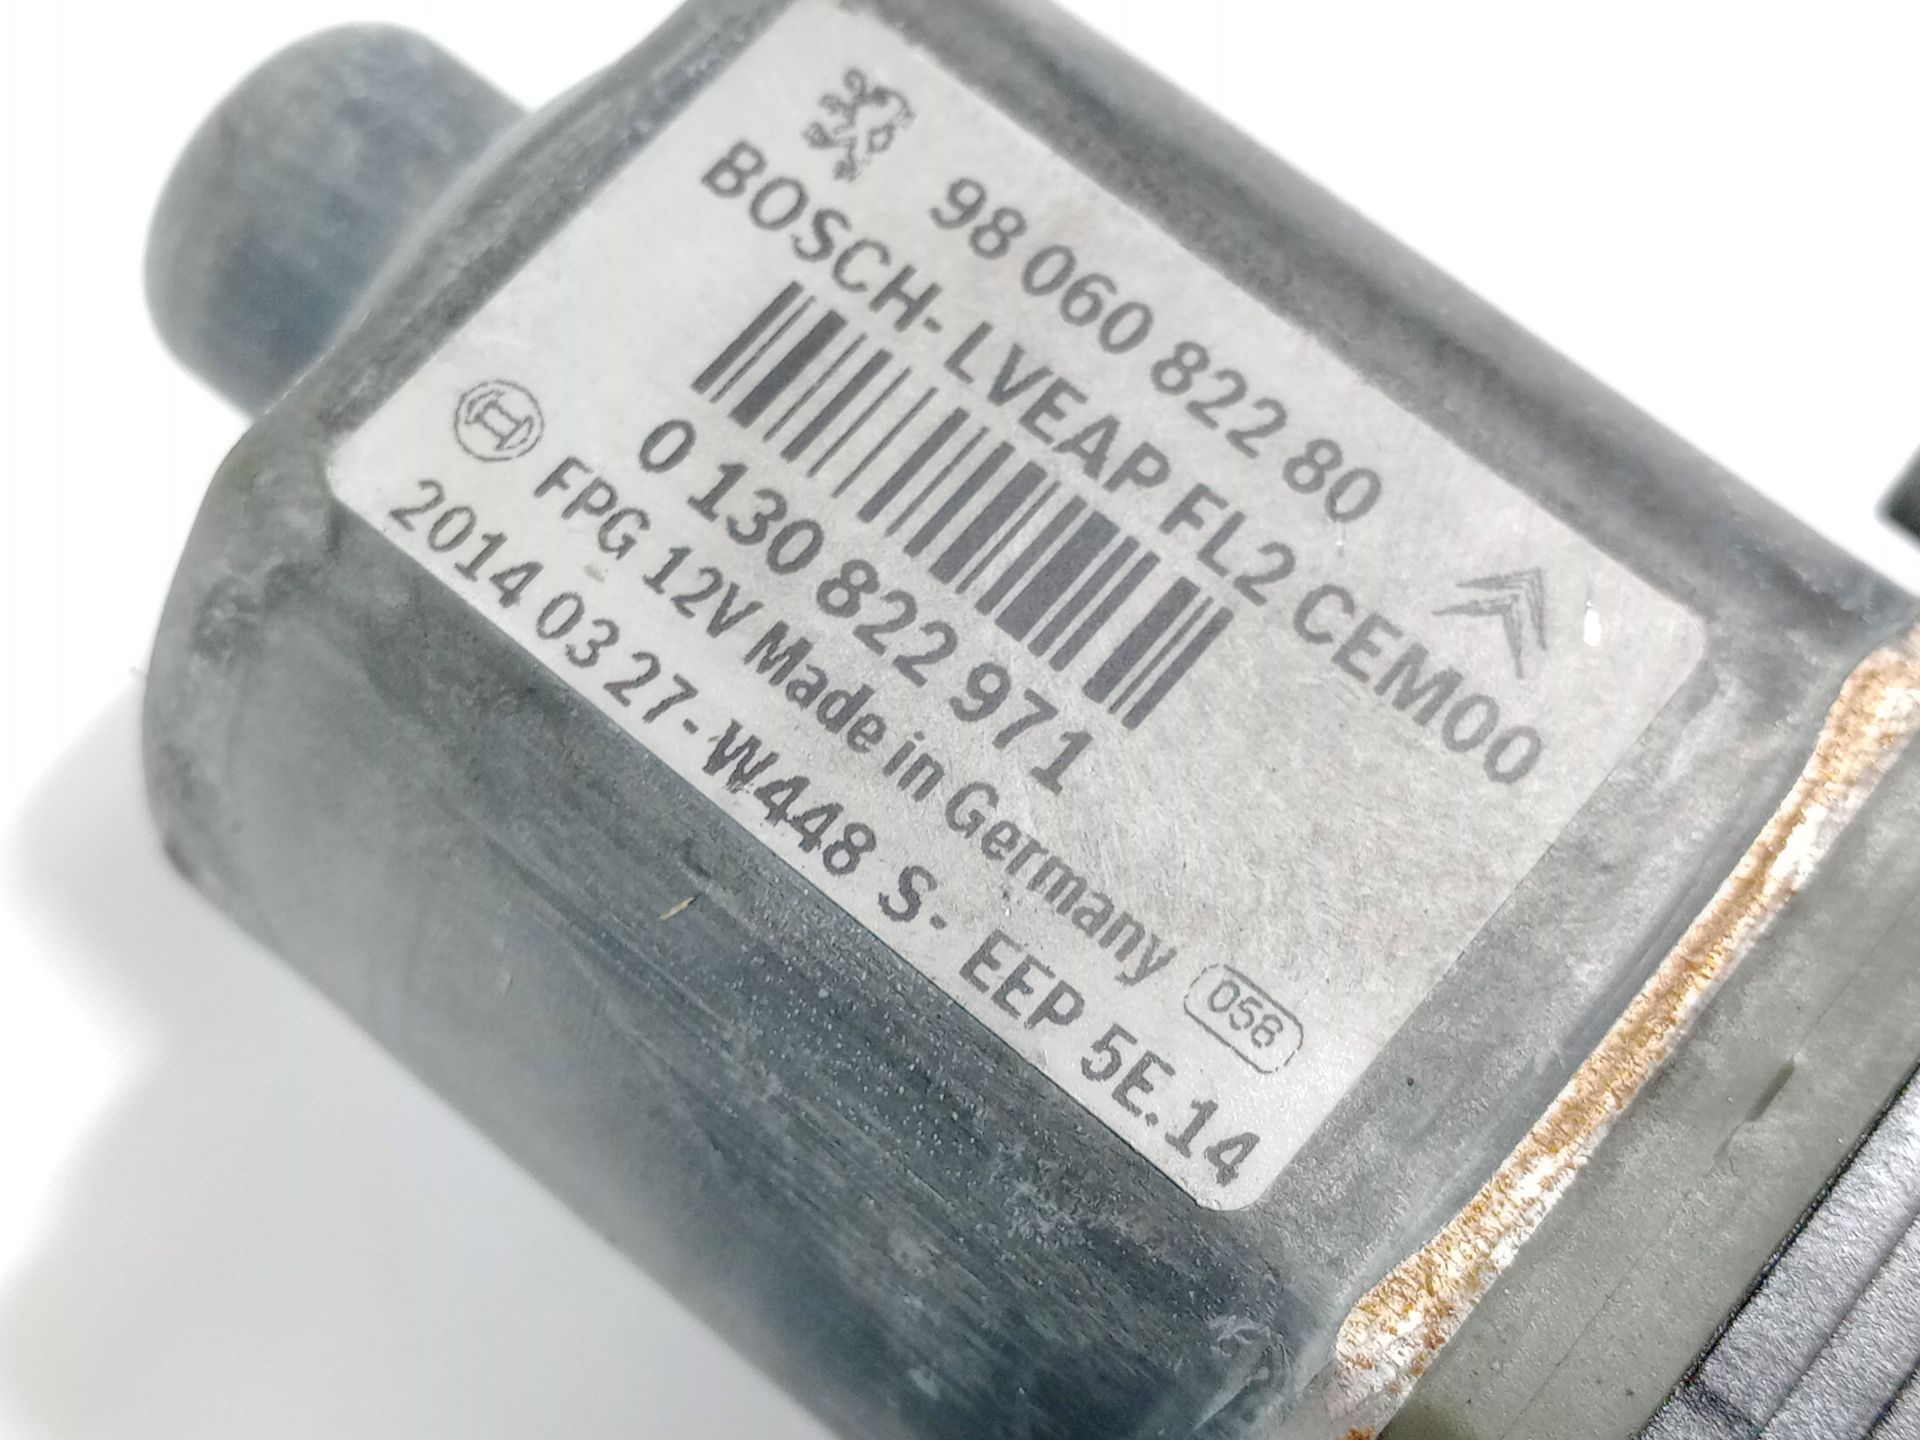 98 060 822 80
BOSCH- LVEAP FL2 CEM00
0 130 822 971
FPG 12V Made in Germany 058
2014 03 27-W448 S- EEP 5E.14